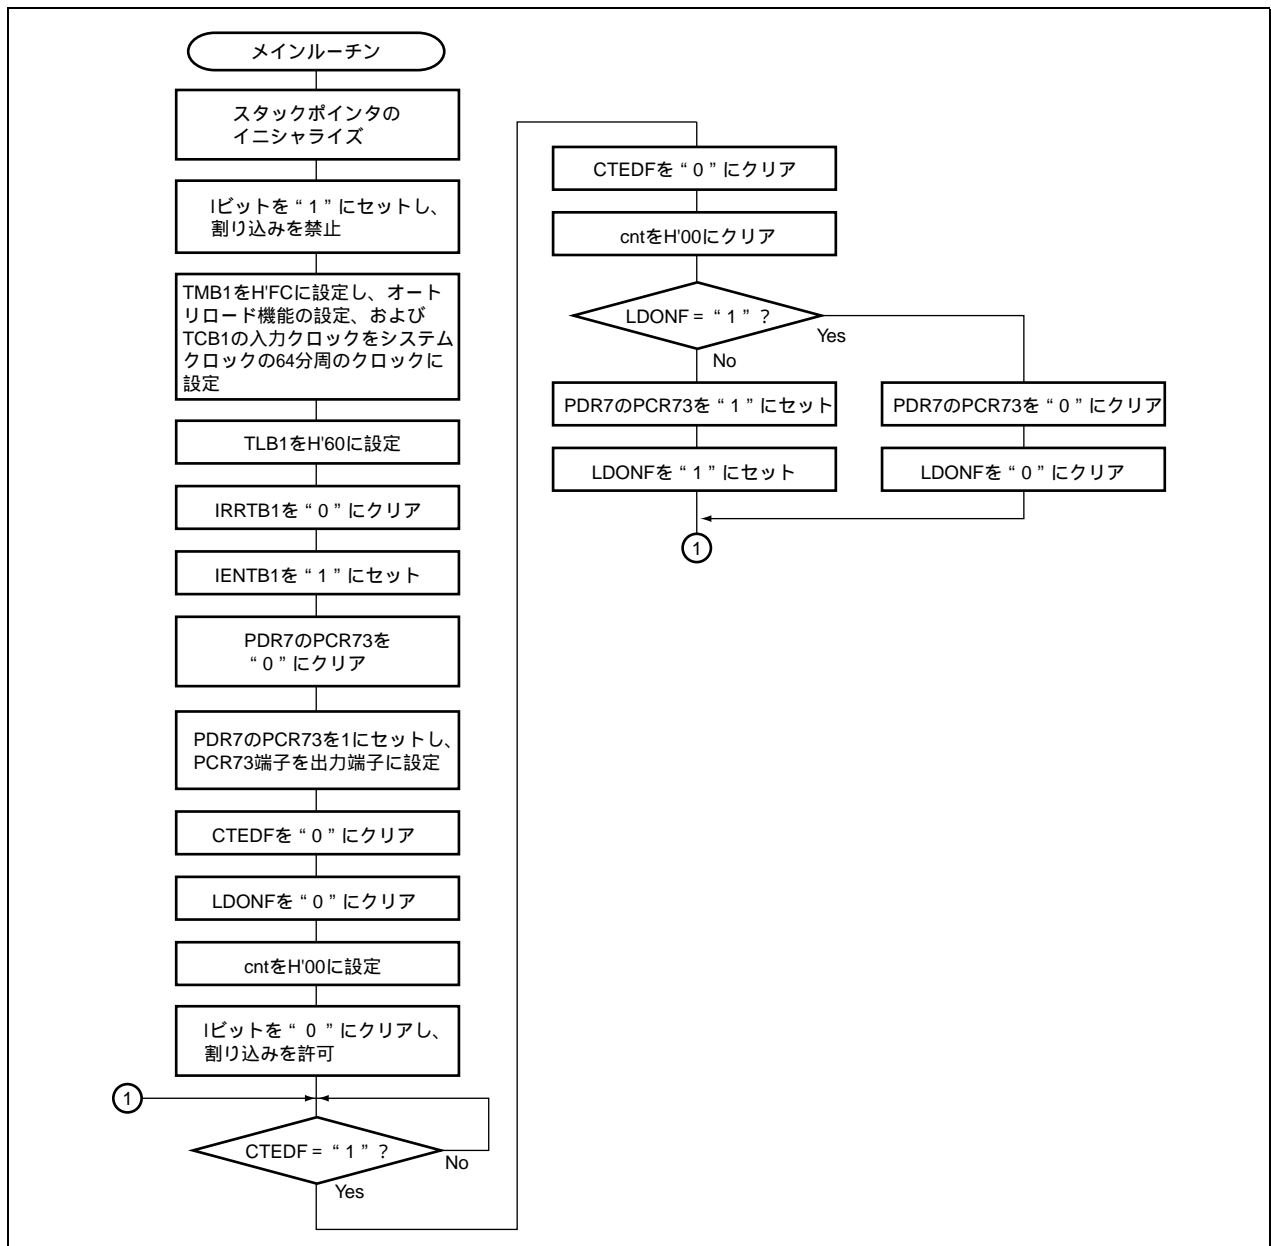 メインルーチン
スタックポインタの
イニシャライズ
Iビットを“1”にセットし、
割り込みを禁止
TMB1をH'FCに設定し、オート
リロード機能の設定、および
TCB1の入力クロックをシステム
クロックの64分周のクロックに
設定
TLB1をH'60に設定
IRRTB1を“0”にクリア
IENTB1を“1”にセット
PDR7のPCR73を
“0”にクリア
PDR7のPCR73を1にセットし、
PCR73端子を出力端子に設定
CTEDFを“0”にクリア
LDONFを“0”にクリア
cntをH'00に設定
Iビットを“0”にクリアし、
割り込みを許可
1
CTEDF =“1”?
No
Yes
CTEDFを“0”にクリア
cntをH'00にクリア
LDONF =“1”?
Yes
No
PDR7のPCR73を“1”にセット
PDR7のPCR73を“0”にクリア
LDONFを“1”にセット
LDONFを“0”にクリア
1